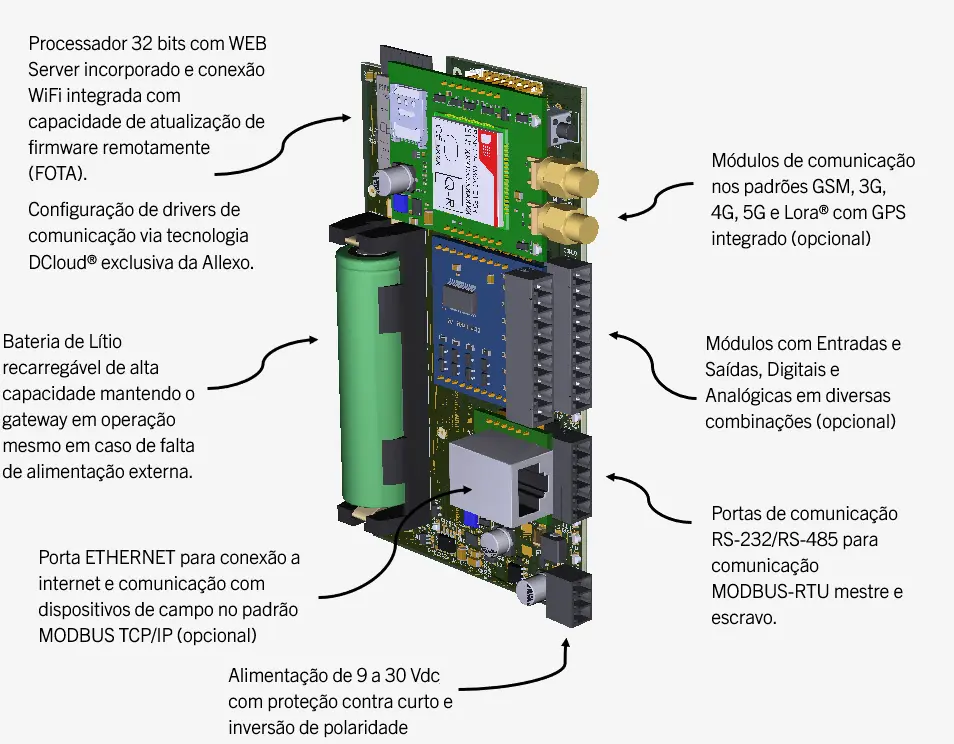 Processador 32 bits com WEB
Server incorporado e conexão
WiFi integrada com
capacidade de atualização de
firmware remotamente
(FOTA).
Configuração de drivers de
comunicação via tecnologia
DCloud® exclusiva da Allexo.
Bateria de Lítio
recarregável de alta
capacidade mantendo o
gateway em operação
mesmo em caso de falta
de alimentação externa.
Porta ETHERNET para conexão a
internet e comunicação com
dispositivos de campo no padrão
MODBUS TCP/IP (opcional)
Alimentação de 9 a 30 Vdc
com proteção contra curto e
inversão de polaridade
Módulos de comunicação
nos padrões GSM, 3G,
4G, 5G e Lora® com GPS
integrado (opcional)
Módulos com Entradas e
Saídas, Digitais e
Analógicas em diversas
combinações (opcional)
Portas de comunicação
RS-232/RS-485 para
comunicação
MODBUS-RTU mestre e
escravo.